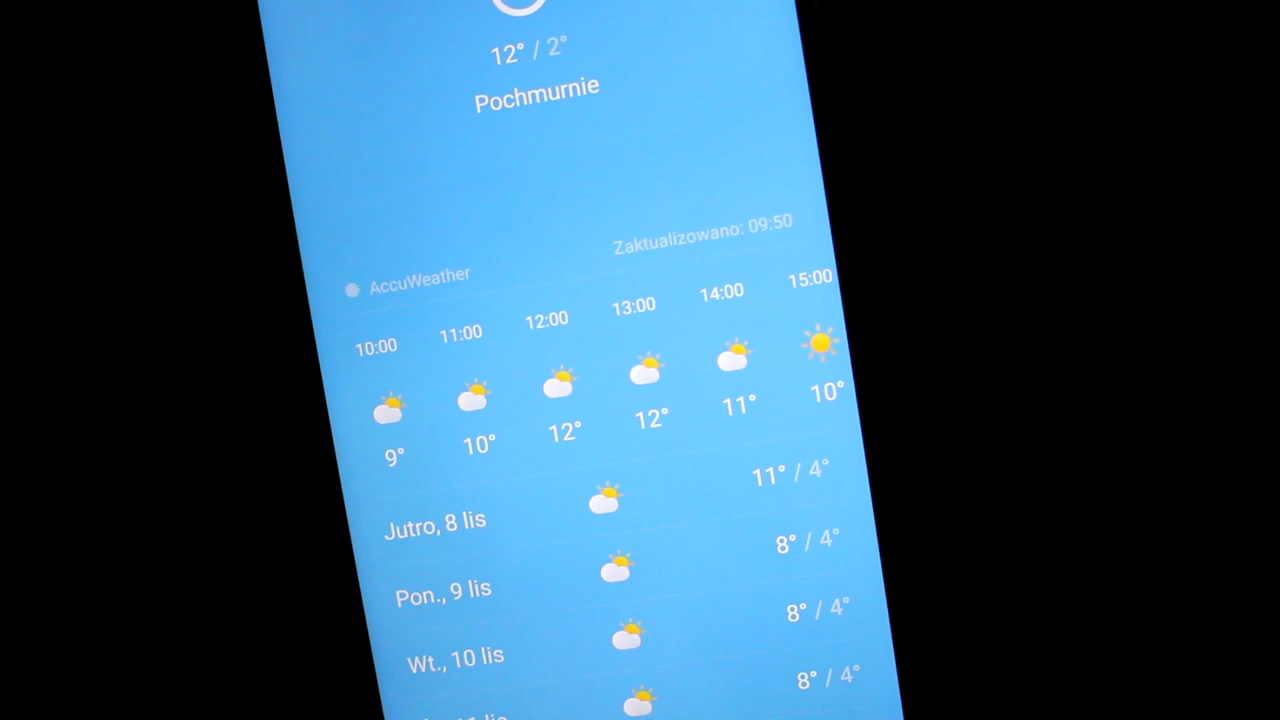 12° / 2°
Pochmurnie
Zaktualizowano: 09:50
AccuWeather
10:00 11:00 12:00 13:00 14:00 15:00
9° 10° 12° 12° 11° 10°
Jutro, 8 lis 11° / 4°
Pon., 9 lis 8° / 4°
Wt., 10 lis 8° / 4°
8° / 4°